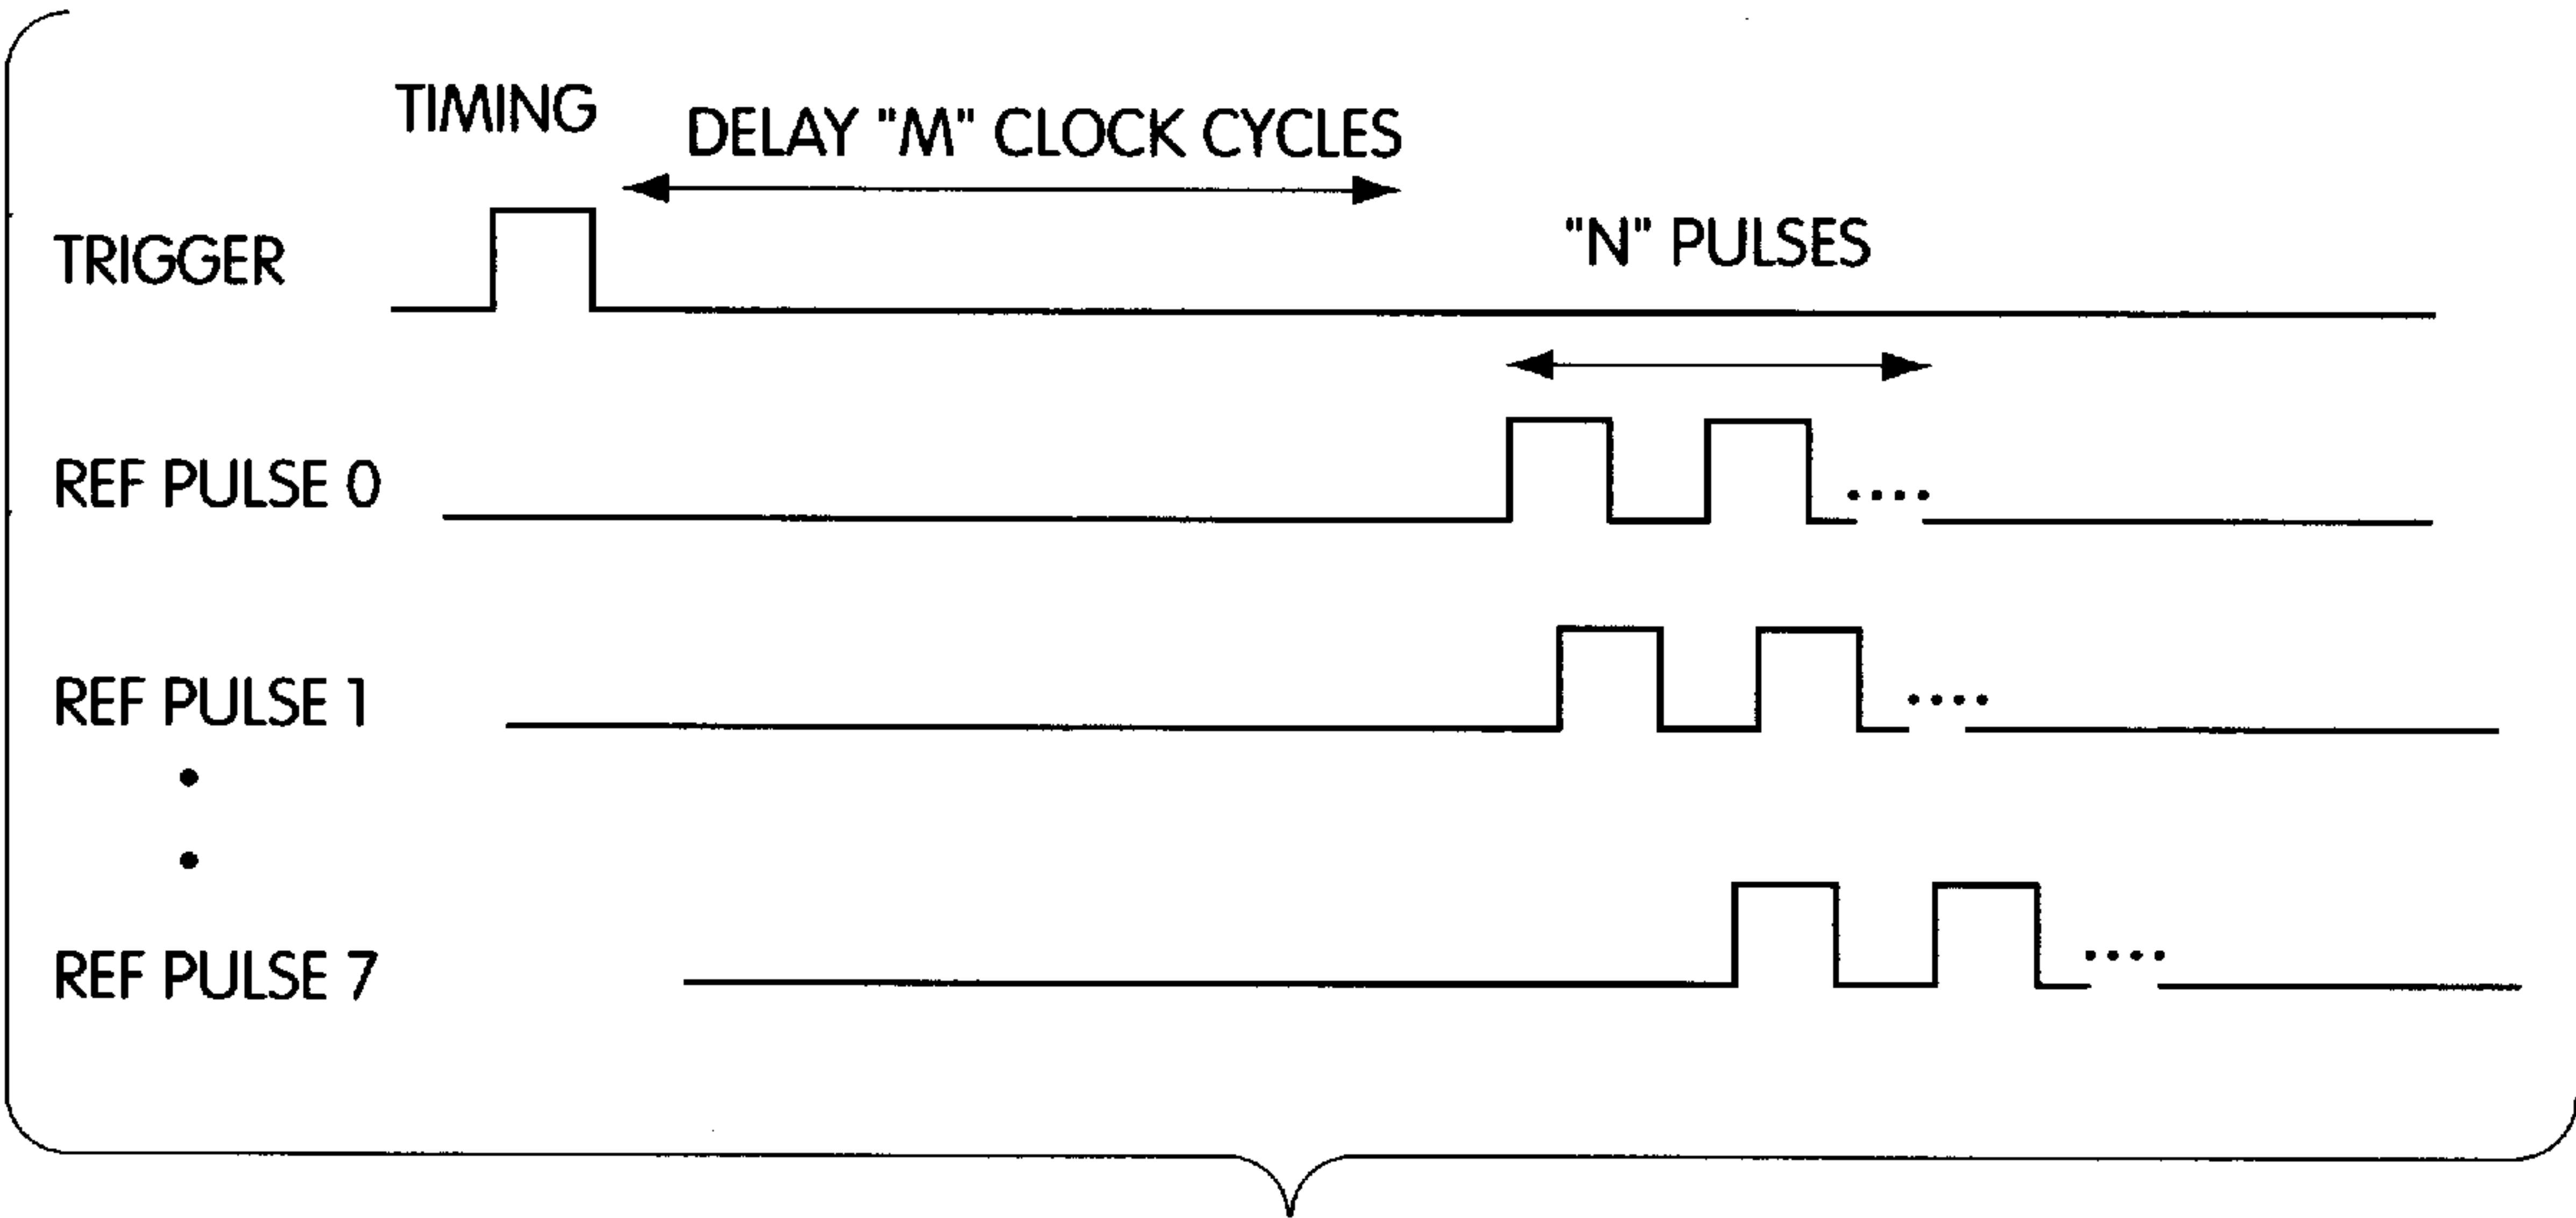 TIMING
DELAY "M" CLOCK CYCLES
TRIGGER
"N" PULSES
REF PULSE 0
REF PULSE 1
REF PULSE 7